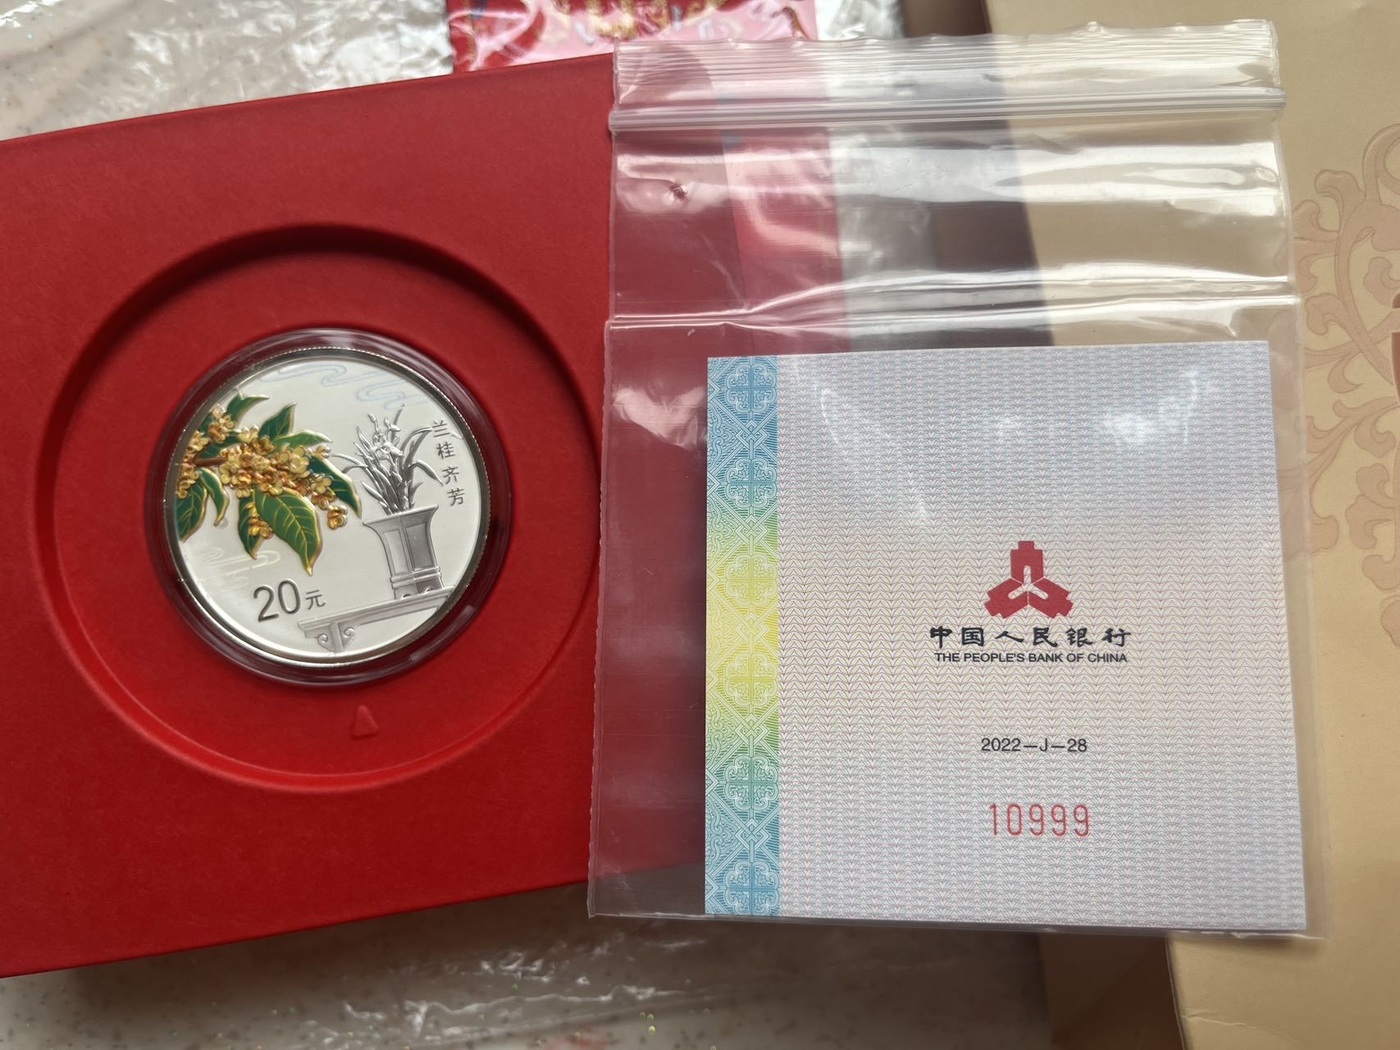 兰桂齐芳
20元
中国人民银行
THE PEOPLE'S BANK OF CHINA
2022—J—28
10999